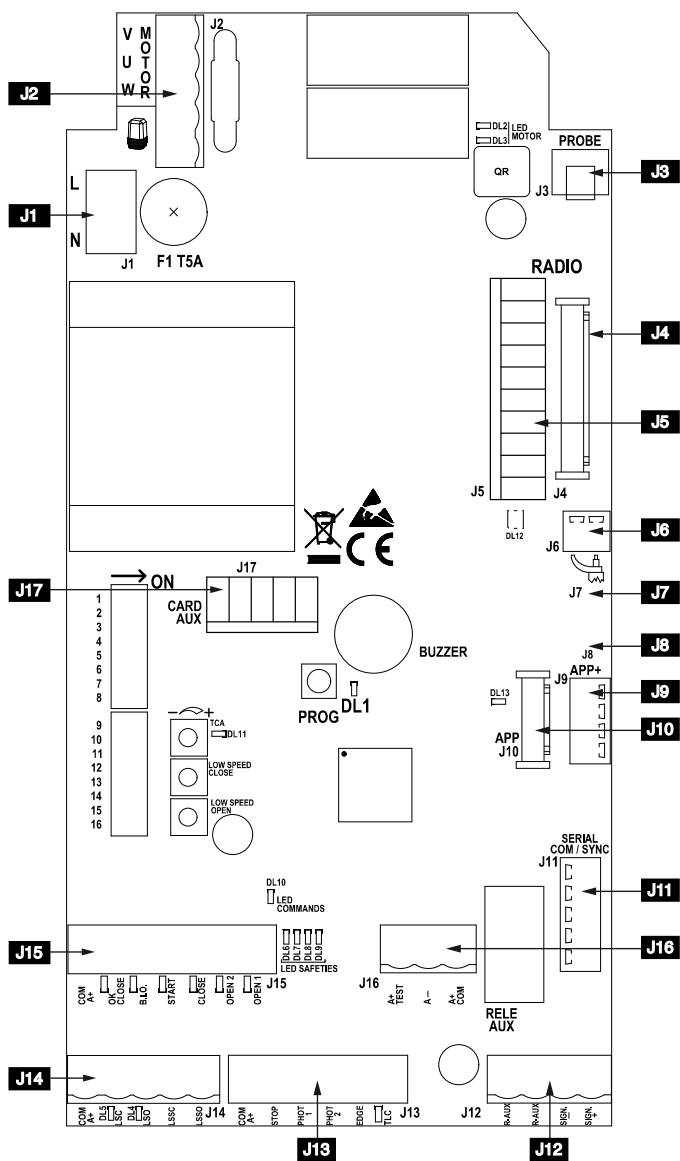 V MOTOR
U
W
J2
J2
L
N
J1
J1
F1 T5A
DL2
DL3
LED
MOTOR
PROBE
QR
J3
J3
RADIO
J4
J5
J5
J4
DL12
J6
J6
J7
J7
J8
J8
CE
J17
J17
CARD
AUX
ON
1
2
3
4
5
6
7
8
9
10
11
12
13
14
15
16
BUZZER
PROG
DL1
- +
TCA
DL11
LOW SPEED
CLOSE
LOW SPEED
OPEN
J9
APP+
J9
DL13
APP
J10
J10
SERIAL
COM / SYNC
J11
J11
DL10
LED
COMMANDS
DL6
DL7
DL8
DL9
LED SAFETIES
J15
J15
COM
A+
OK
CLOSE
B.I.O.
START
CLOSE
OPEN 2
OPEN 1
J16
J16
A+
TEST
A –
A+
COM
RELE
AUX
J14
J14
COM
A+
DL5
LSC
DL4
LSO
LSSC
LSSO
COM
A+
STOP
PHOT
1
PHOT
2
EDGE
TLC
J13
J13
J12
R-AUX
R-AUX
SIGN.
-
SIGN.
+
J12